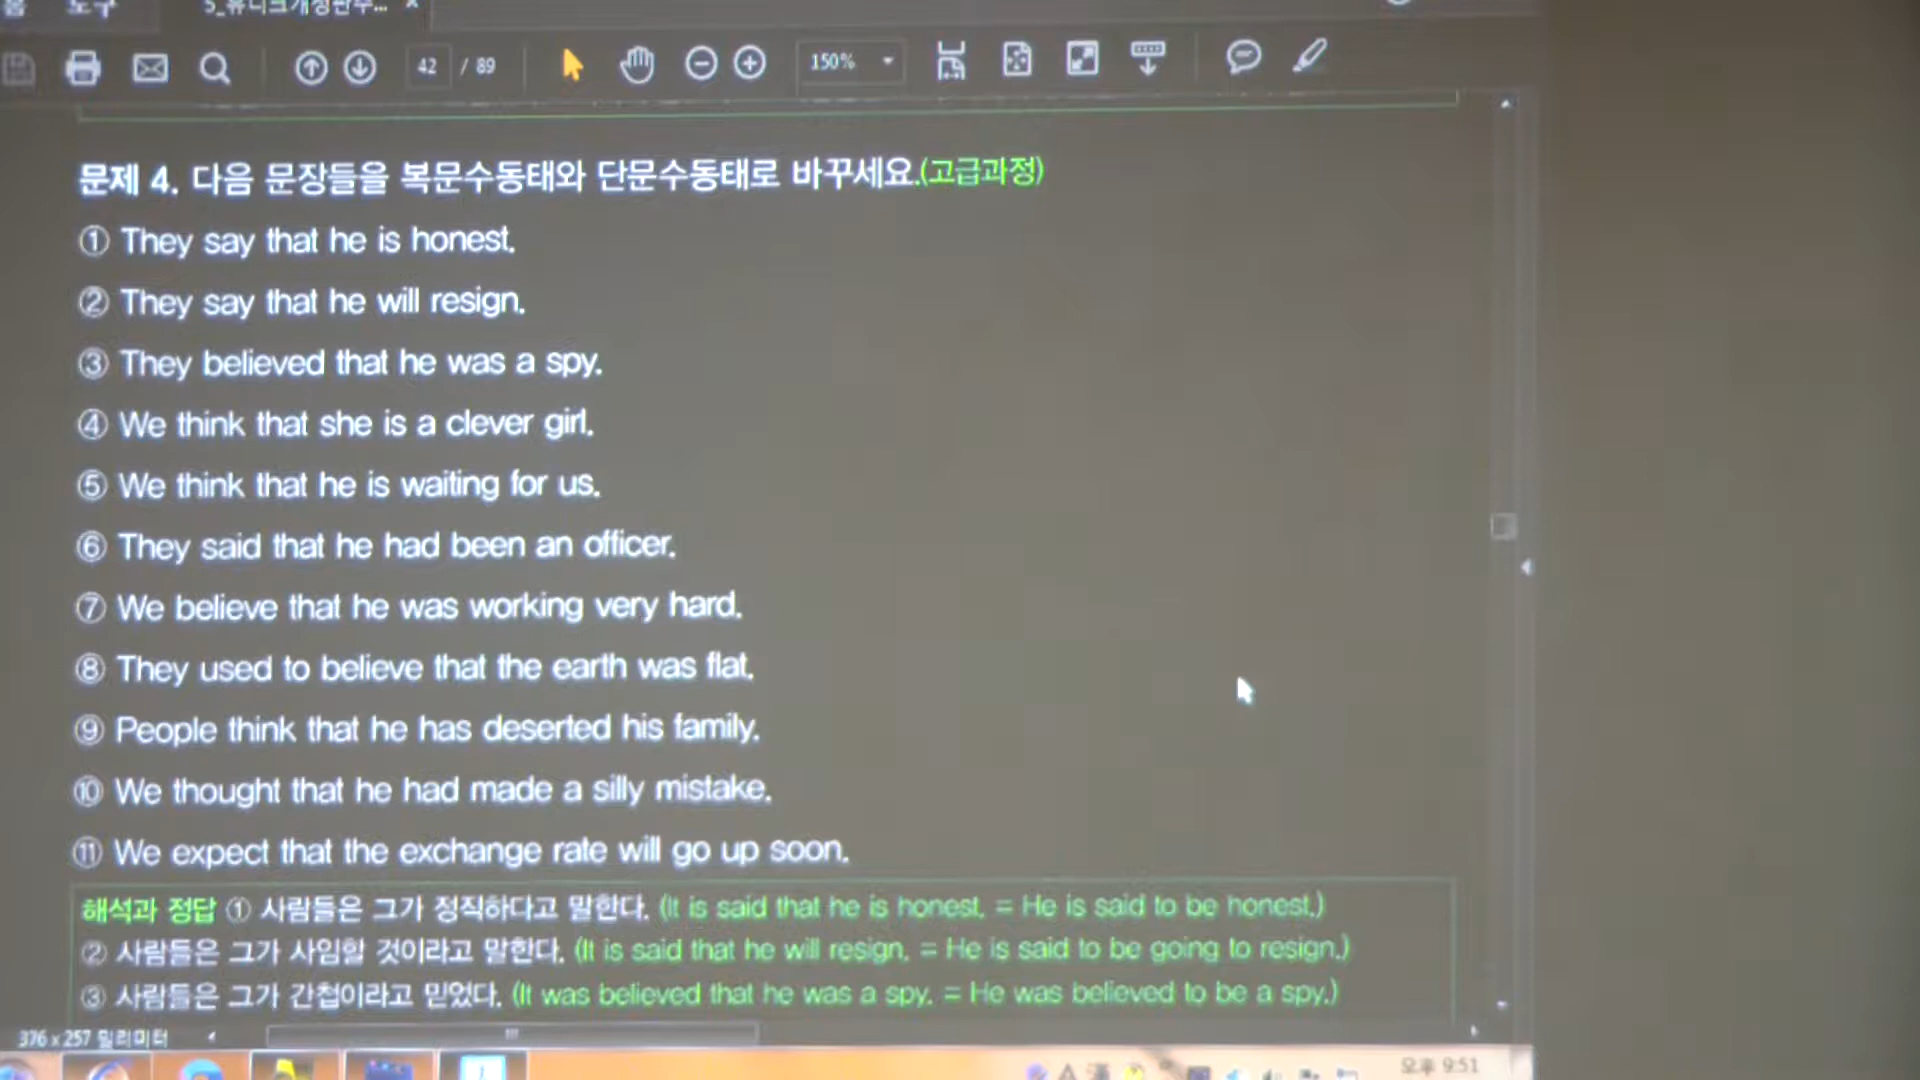 도구
42 / 89
150%
문제 4. 다음 문장들을 복문수동태와 단문수동태로 바꾸세요.(고급과정)
① They say that he is honest.
② They say that he will resign.
③ They believed that he was a spy.
④ We think that she is a clever girl.
⑤ We think that he is waiting for us.
⑥ They said that he had been an officer.
⑦ We believe that he was working very hard.
⑧ They used to believe that the earth was flat.
⑨ People think that he has deserted his family.
⑩ We thought that he had made a silly mistake.
⑪ We expect that the exchange rate will go up soon.
해석과 정답 ① 사람들은 그가 정직하다고 말한다. (It is said that he is honest. = He is said to be honest.)
② 사람들은 그가 사임할 것이라고 말한다. (It is said that he will resign. = He is said to be going to resign.)
③ 사람들은 그가 간첩이라고 믿었다. (It was believed that he was a spy. = He was believed to be a spy.)
376 x 257 밀리미터
A 漢
오후 9:51